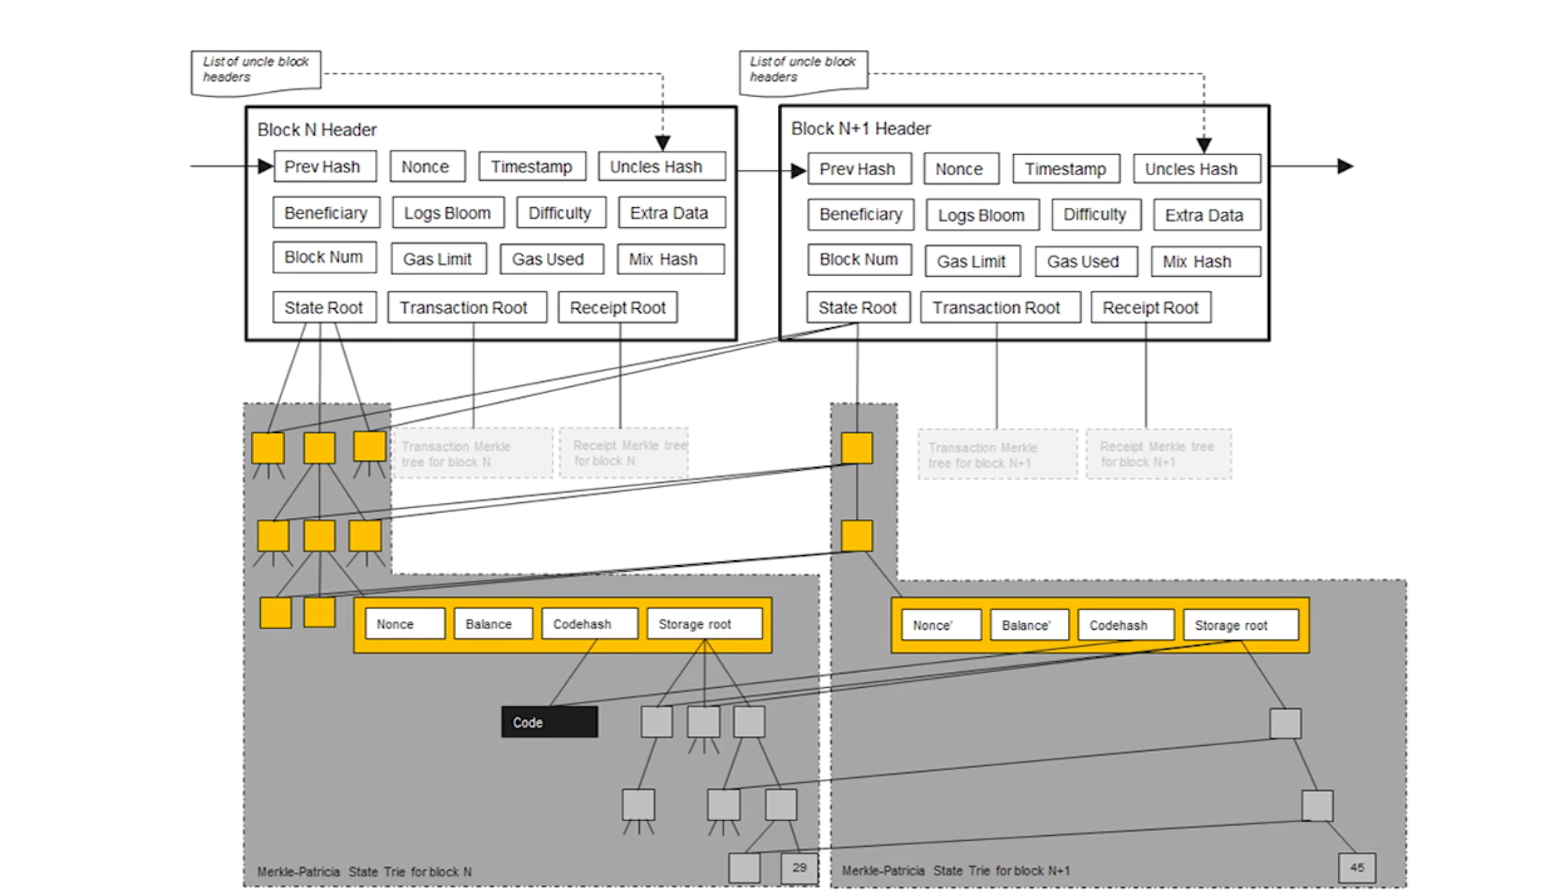 List of uncle block
headers
List of uncle block
headers
Block N Header
Prev Hash
Nonce
Timestamp
Uncles Hash
Beneficiary
Logs Bloom
Difficulty
Extra Data
Block Num
Gas Limit
Gas Used
Mix Hash
State Root
Transaction Root
Receipt Root
Block N+1 Header
Prev Hash
Nonce
Timestamp
Uncles Hash
Beneficiary
Logs Bloom
Difficulty
Extra Data
Block Num
Gas Limit
Gas Used
Mix Hash
State Root
Transaction Root
Receipt Root
Transaction Merkle
tree for block N
Receipt Merkle tree
for block N
Transaction Merkle
tree for block N+1
Receipt Merkle tree
for block N+1
Nonce
Balance
Codehash
Storage root
Nonce'
Balance'
Codehash
Storage root
Code
29
45
Merkle-Patricia State Trie for block N
Merkle-Patricia State Trie for block N+1